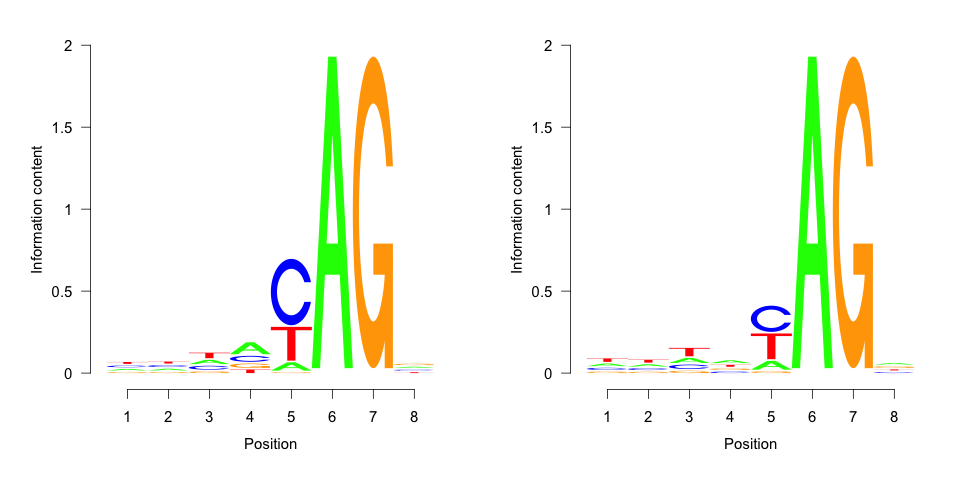 2
1.5
1
0.5
0
Information content
C
T
A
A
G
1 2 3 4 5 6 7 8
Position
2
1.5
1
0.5
0
Information content
C
T
A
A
G
1 2 3 4 5 6 7 8
Position